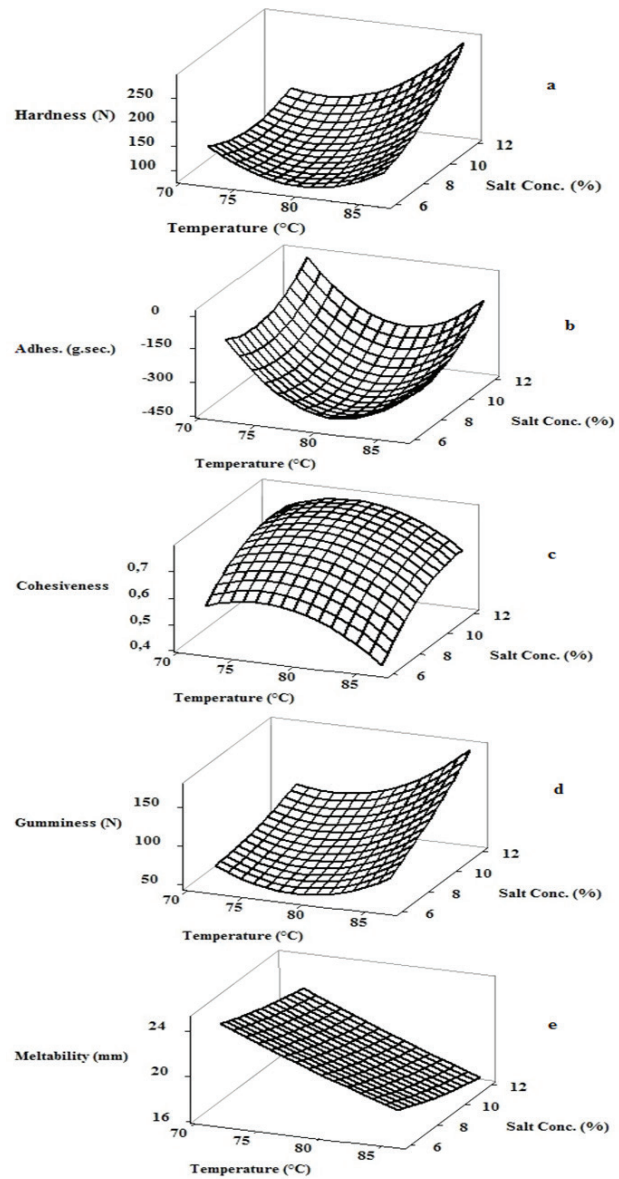 a
Hardness (N)
250
200
150
100
70
75
80
85
Temperature (°C)
6
8
10
12
Salt Conc. (%)
b
Adhes. (g.sec.)
0
-150
-300
-450
70
75
80
85
Temperature (°C)
6
8
10
12
Salt Conc. (%)
c
Cohesiveness
0,7
0,6
0,5
0,4
70
75
80
85
Temperature (°C)
6
8
10
12
Salt Conc. (%)
d
Gumminess (N)
150
100
50
70
75
80
85
Temperature (°C)
6
8
10
12
Salt Conc. (%)
e
Meltability (mm)
24
20
16
70
75
80
85
Temperature (°C)
6
8
10
12
Salt Conc. (%)